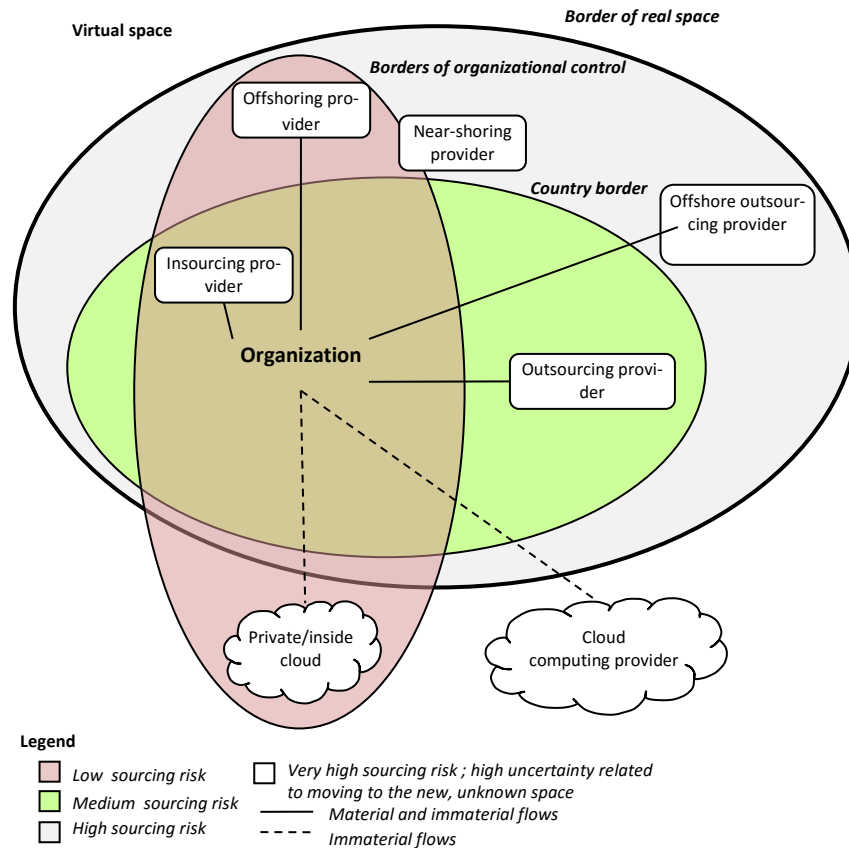 Border of real space
Virtual space
Borders of organizational control
Offshoring pro-
vider
Near-shoring
provider
Country border
Offshore outsour-
cing provider
Insourcing pro-
vider
Organization
Outsourcing provi-
der
Private/inside
cloud
Cloud
computing provider
Legend
Low sourcing risk
Medium sourcing risk
High sourcing risk
Very high sourcing risk ; high uncertainty related
to moving to the new, unknown space
Material and immaterial flows
Immaterial flows